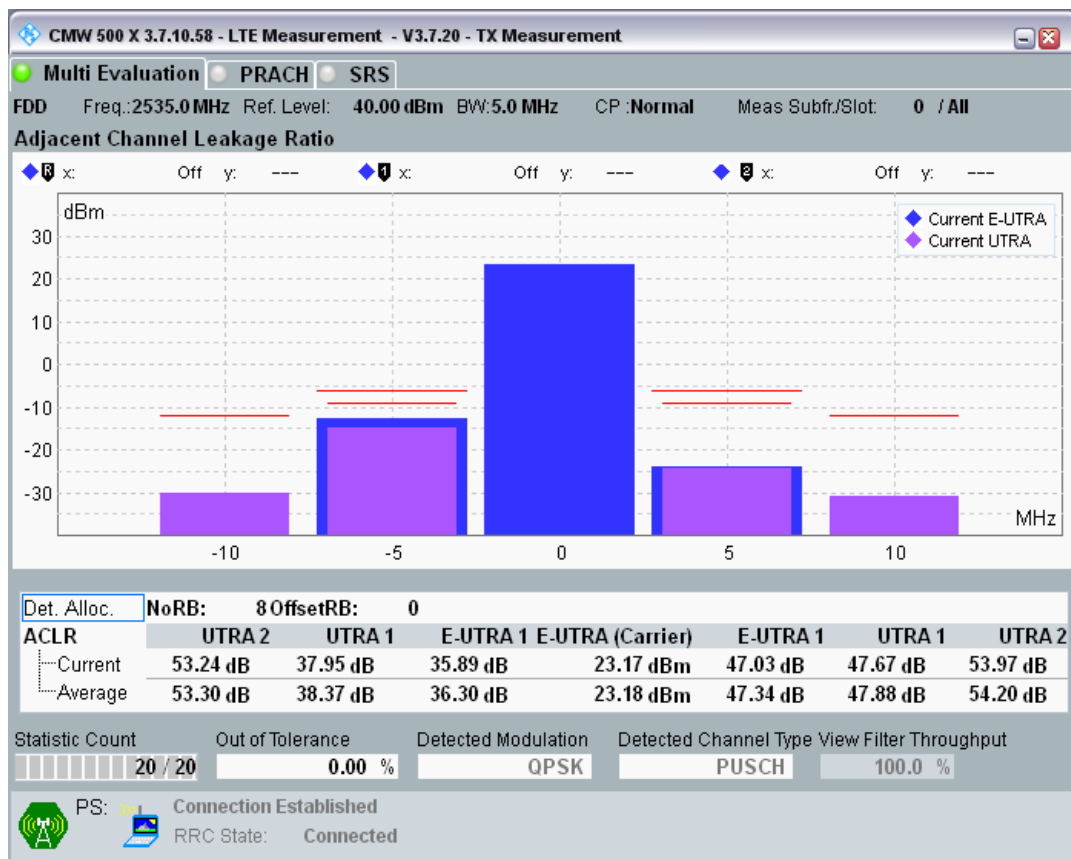 CMW 500 X 3.7.10.58 - LTE Measurement - V3.7.20 - TX Measurement
Multi Evaluation PRACH SRS
FDD Freq.:2535.0 MHz Ref. Level: 40.00 dBm BW:5.0 MHz CP :Normal Meas Subfr./Slot: 0 / All
Adjacent Channel Leakage Ratio
R x: Off y: --- 1 x: Off y: --- 2 x: Off y: ---
dBm
Current E-UTRA
Current UTRA
30
20
10
0
-10
-20
-30
MHz
-10 -5 0 5 10
Det. Alloc. NoRB: 8 OffsetRB: 0
ACLR UTRA 2 UTRA 1 E-UTRA 1 E-UTRA (Carrier) E-UTRA 1 UTRA 1 UTRA 2
Current 53.24 dB 37.95 dB 35.89 dB 23.17 dBm 47.03 dB 47.67 dB 53.97 dB
Average 53.30 dB 38.37 dB 36.30 dB 23.18 dBm 47.34 dB 47.88 dB 54.20 dB
Statistic Count Out of Tolerance Detected Modulation Detected Channel Type View Filter Throughput
20 / 20 0.00 % QPSK PUSCH 100.0 %
PS: Connection Established
RRC State: Connected